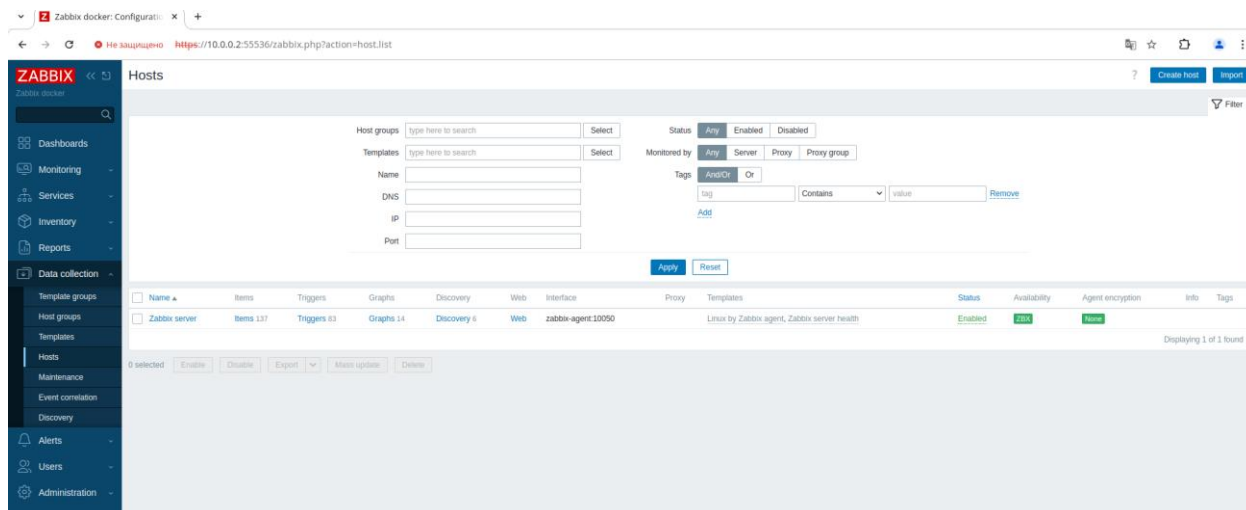 Zabbix docker: Configuratio
Не защищено https://10.0.0.2:55536/zabbix.php?action=host.list
ZABBIX
Zabbix docker
Dashboards
Monitoring
Services
Inventory
Reports
Data collection
Template groups
Host groups
Templates
Hosts
Maintenance
Event correlation
Discovery
Alerts
Users
Administration
Hosts
? Create host Import
Filter
Host groups type here to search Select
Templates type here to search Select
Name
DNS
IP
Port
Status Any Enabled Disabled
Monitored by Any Server Proxy Proxy group
Tags And/Or Or
tag Contains value Remove
Add
Apply Reset
Name Items Triggers Graphs Discovery Web Interface Proxy Templates Status Availability Agent encryption Info Tags
Zabbix server Items 137 Triggers 83 Graphs 14 Discovery 6 Web zabbix-agent:10050 Linux by Zabbix agent, Zabbix server health Enabled ZBX None
Displaying 1 of 1 found
0 selected Enable Disable Export Mass update Delete